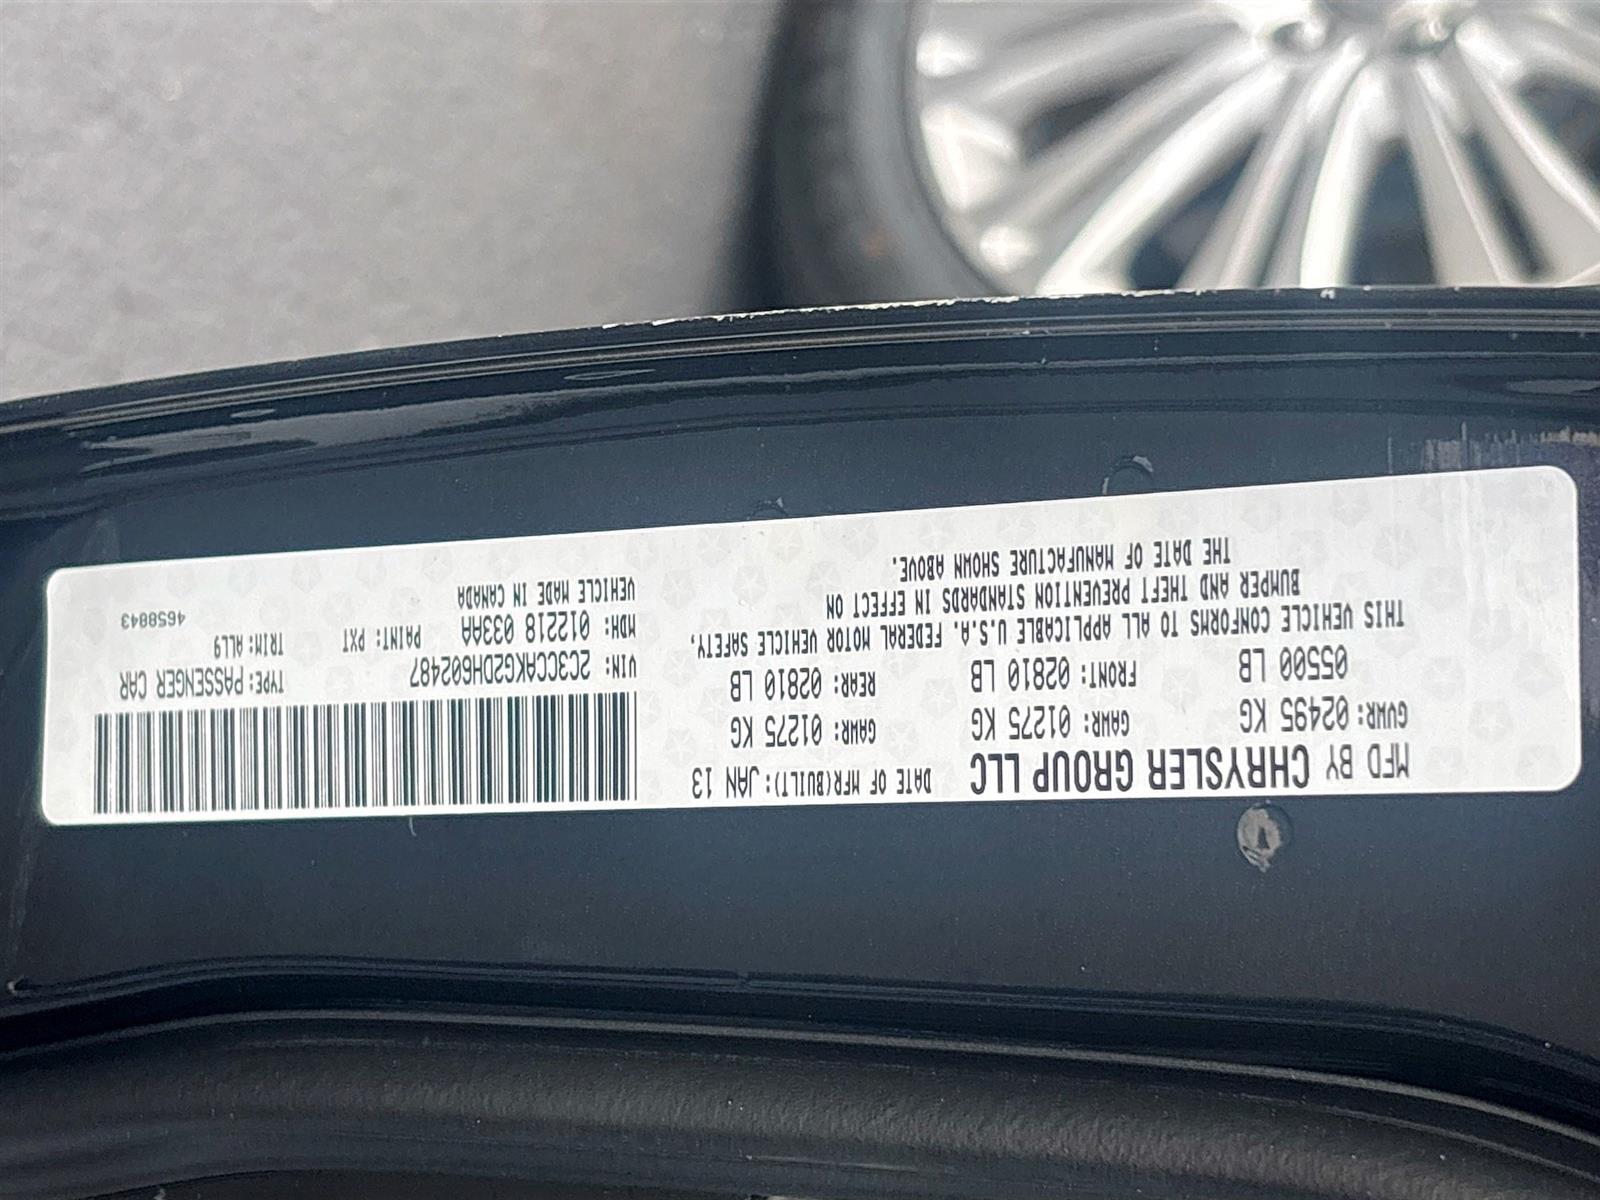 MFD BY CHRYSLER GROUP LLC DATE OF MFR(BUILT): JAN 13
GVWR: 02495 KG GAWR: 01275 KG GAWR: 01275 KG
05500 LB FRONT: 02810 LB REAR: 02810 LB
THIS VEHICLE CONFORMS TO ALL APPLICABLE U.S.A. FEDERAL MOTOR VEHICLE SAFETY,
BUMPER AND THEFT PREVENTION STANDARDS IN EFFECT ON
THE DATE OF MANUFACTURE SHOWN ABOVE.
VIN: 2C3CCAKG2DH602487 TYPE: PASSENGER CAR
MDH: 012218 033AA PAINT: PXT TRIM: ALL9
VEHICLE MADE IN CANADA 4658843